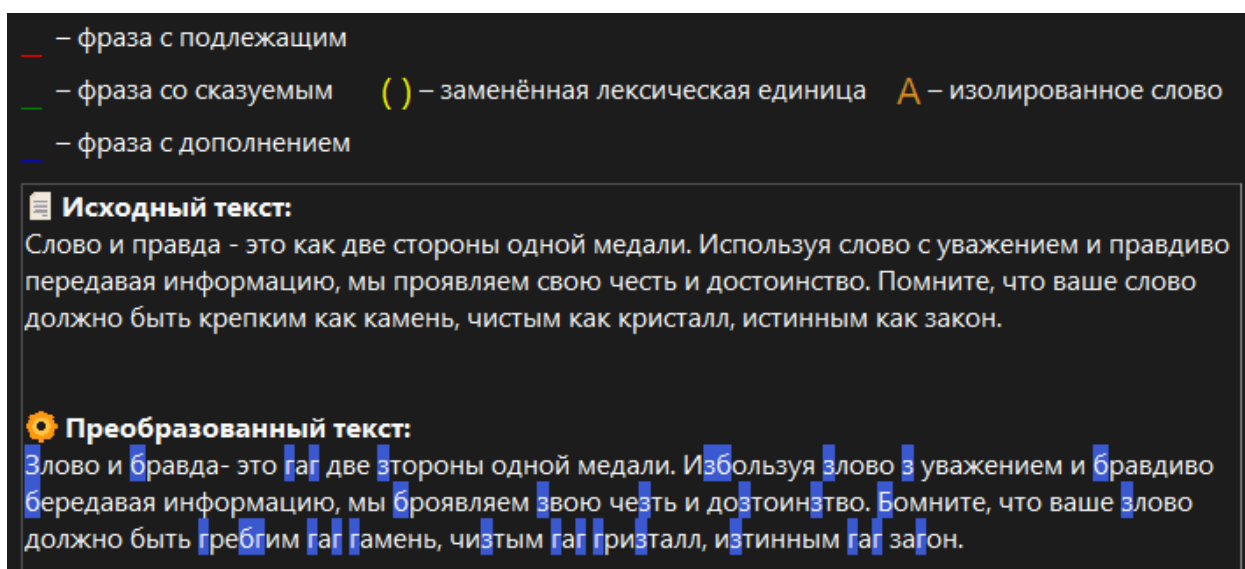 – фраза с подлежащим
– фраза со сказуемым ( ) – заменённая лексическая единица А – изолированное слово
– фраза с дополнением
Исходный текст:
Слово и правда - это как две стороны одной медали. Используя слово с уважением и правдиво
передавая информацию, мы проявляем свою честь и достоинство. Помните, что ваше слово
должно быть крепким как камень, чистым как кристалл, истинным как закон.
Преобразованный текст:
Злово и бравда- это гаг две зтороны одной медали. Избользуя злово з уважением и бравдиво
бередавая информацию, мы броявляем звою чезть и дозтоинзтво. Бомните, что ваше злово
должно быть гребгим гаг гамень, чизтым гаг гризталл, изтинным гаг загон.